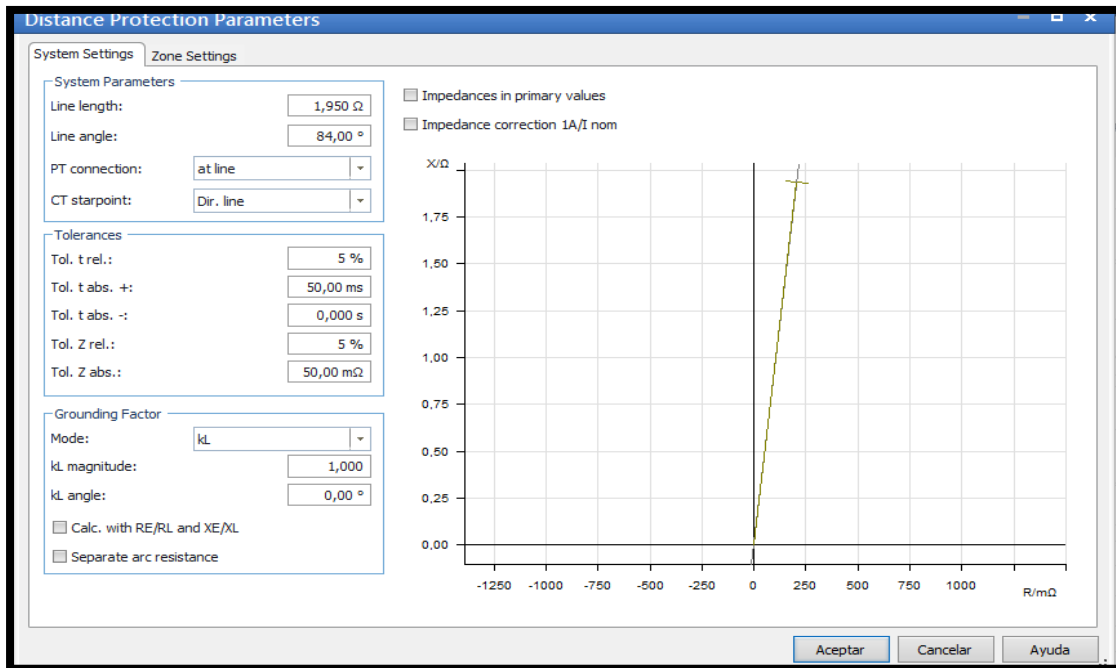 Distance Protection Parameters
System Settings
Zone Settings
System Parameters
Line length: 1,950 Ω
Line angle: 84,00 °
PT connection: at line
CT starpoint: Dir. line
Tolerances
Tol. t rel.: 5 %
Tol. t abs. +: 50,00 ms
Tol. t abs. -: 0,000 s
Tol. Z rel.: 5 %
Tol. Z abs.: 50,00 mΩ
Grounding Factor
Mode: kL
kL magnitude: 1,000
kL angle: 0,00 °
Calc. with RE/RL and XE/XL
Separate arc resistance
Impedances in primary values
Impedance correction 1A/I nom
X/Ω
1,75
1,50
1,25
1,00
0,75
0,50
0,25
0,00
-1250 -1000 -750 -500 -250 0 250 500 750 1000
R/mΩ
Aceptar Cancelar Ayuda